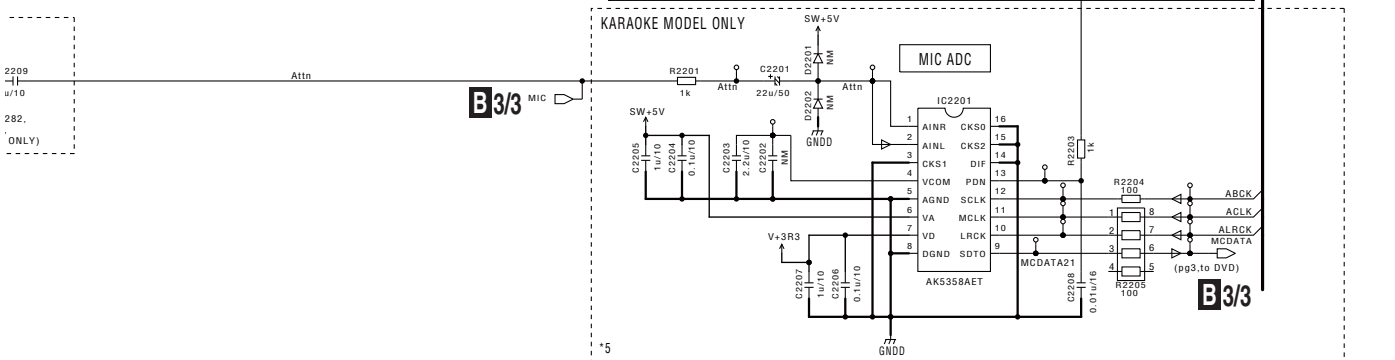 KARAOKE MODEL ONLY
SW+5V
D2201
NM
MIC ADC
2209
u/10
Attn
R2201
1k
Attn
C2201
22u/50
Attn
B 3/3
MIC
D2202
NM
GNDD
282,
ONLY)
IC2201
SW+5V
C2205
1u/10
C2204
0.1u/10
C2203
2.2u/10
C2202
NM
1 AINR CKS0 16
2 AINL CKS2 15
3 CKS1 DIF 14
4 VCOM PDN 13
5 AGND SCLK 12
6 VA MCLK 11
7 VD LRCK 10
8 DGND SDTO 9
AK5358AET
R2203
1k
R2204
100
ABCK
1 8 ACLK
2 7 ALRCK
3 6 MCDATA
4 5
R2205
100
MCDATA21
(pg3,to DVD)
B 3/3
V+3R3
C2207
1u/10
C2206
0.1u/10
C2208
0.01u/16
GNDD
*5